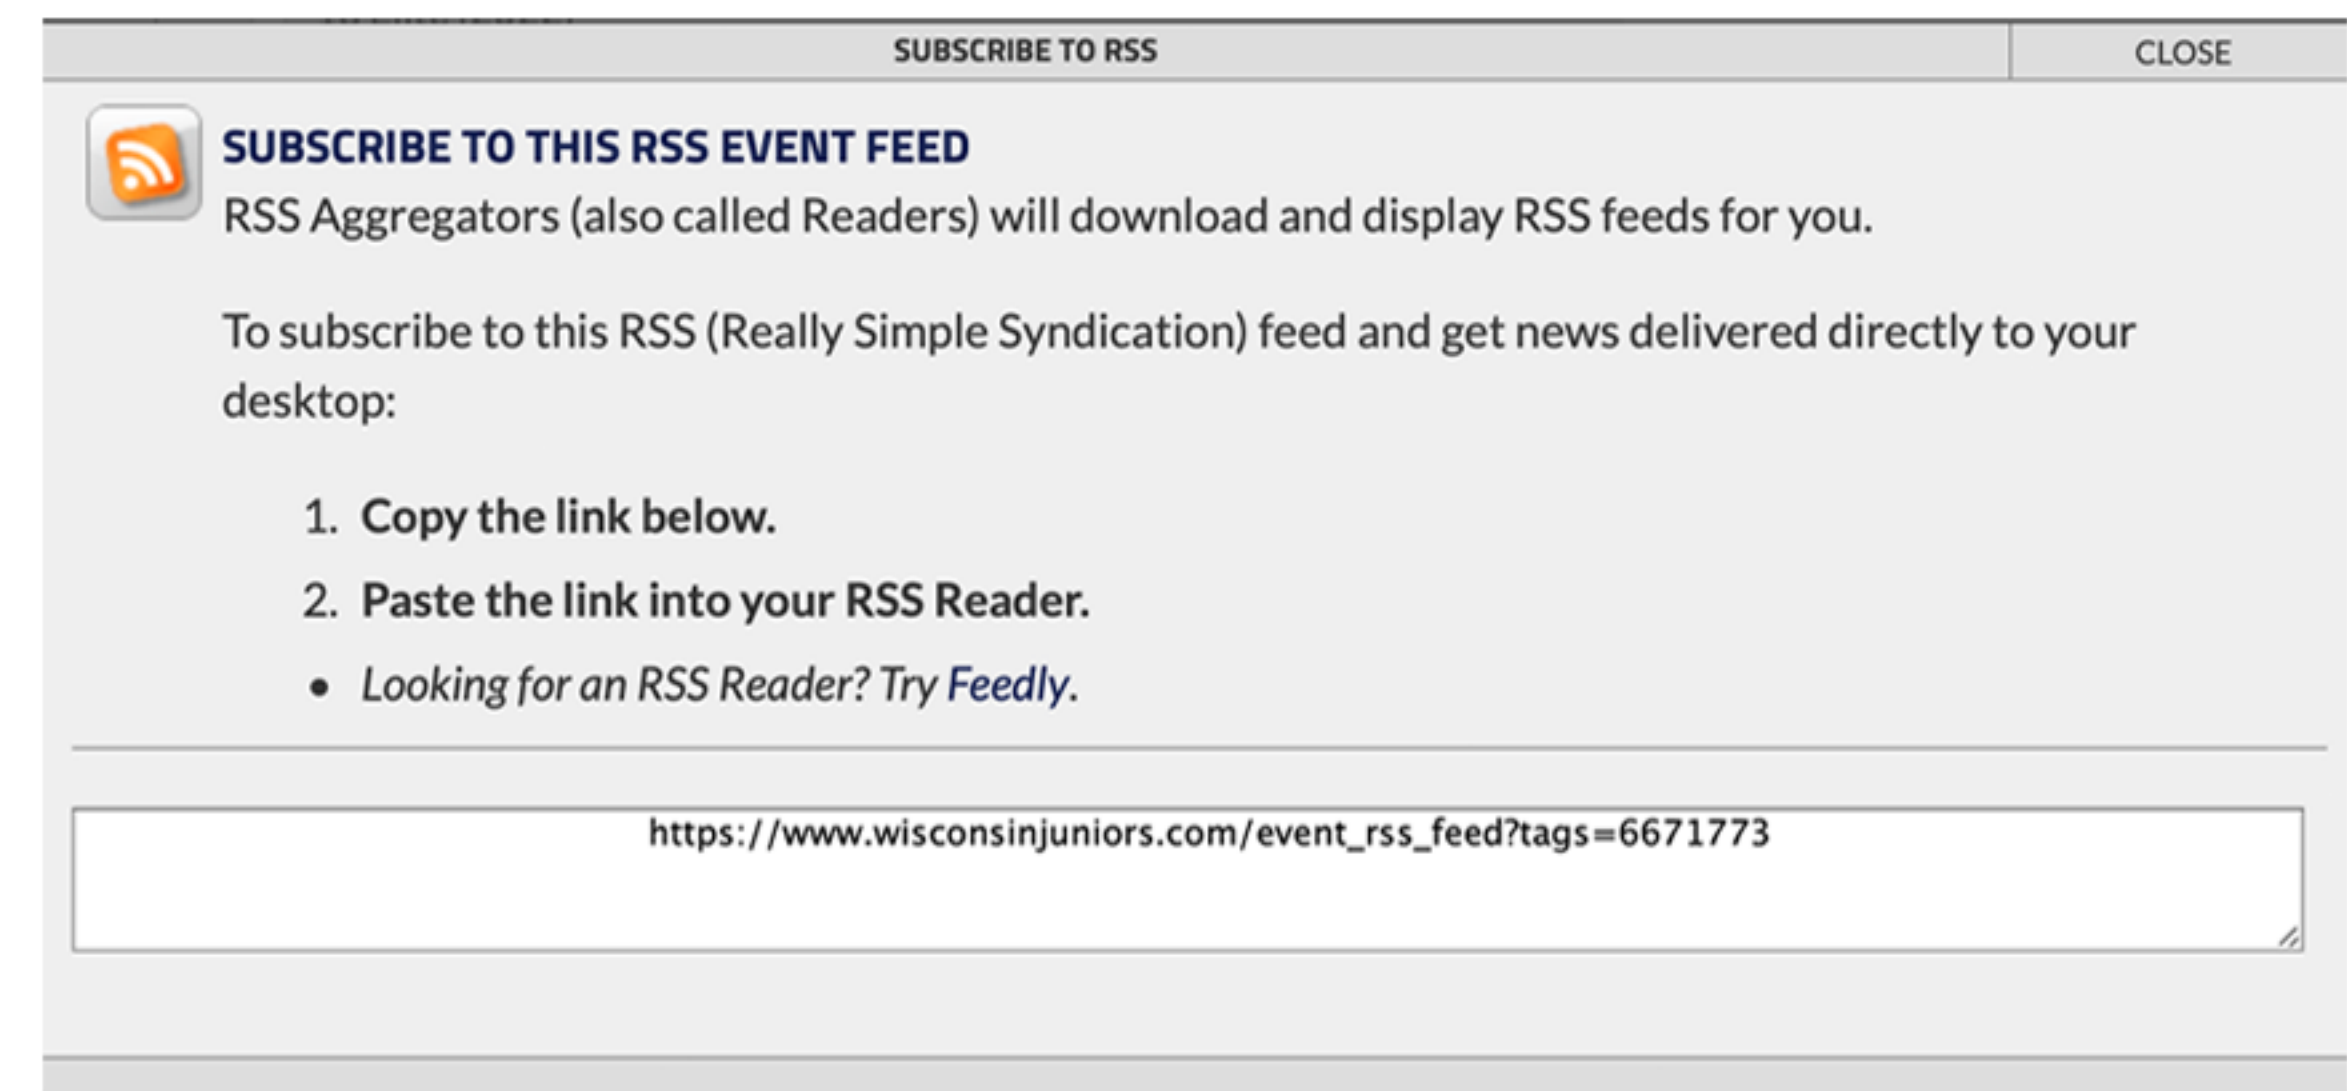 SUBSCRIBE TO RSS
CLOSE
SUBSCRIBE TO THIS RSS EVENT FEED
RSS Aggregators (also called Readers) will download and display RSS feeds for you.
To subscribe to this RSS (Really Simple Syndication) feed and get news delivered directly to your
desktop:
1. Copy the link below.
2. Paste the link into your RSS Reader.
• Looking for an RSS Reader? Try Feedly.
https://www.wisconsinjuniors.com/event_rss_feed?tags=6671773